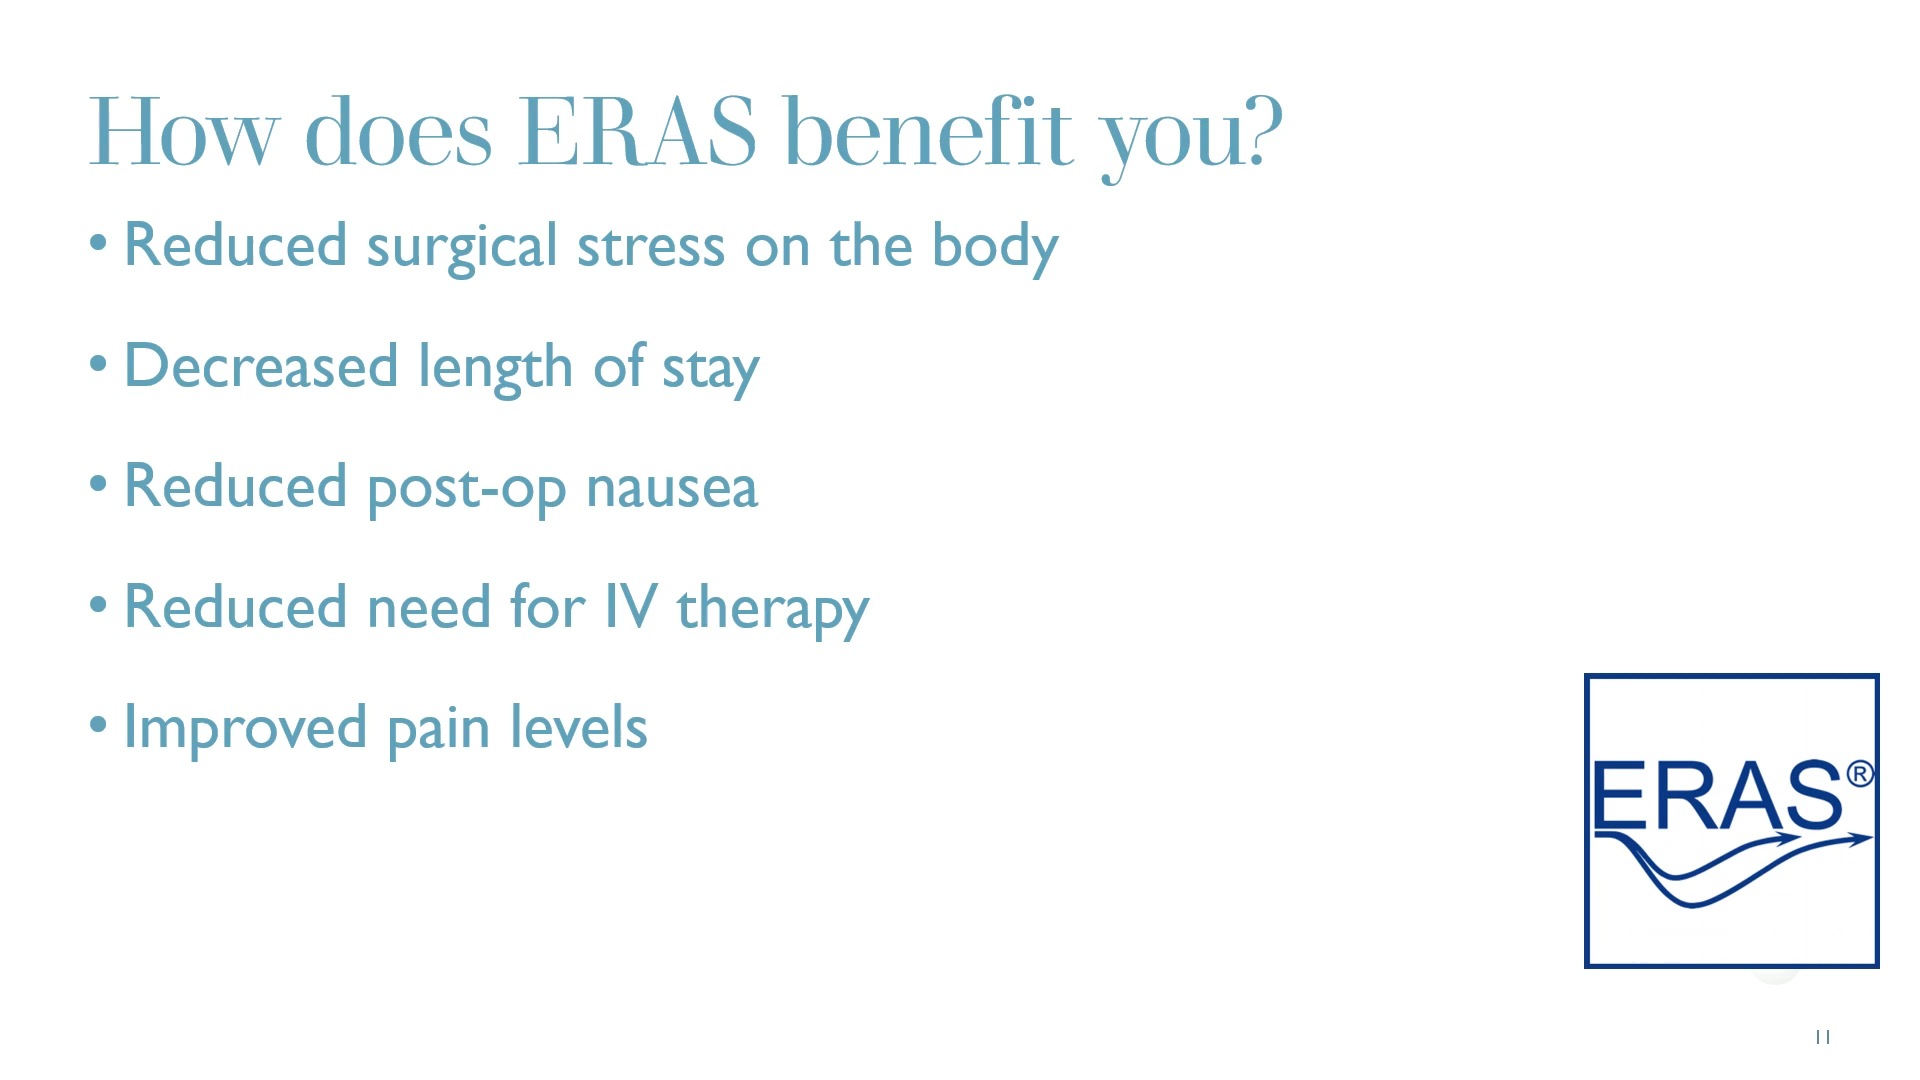 How does ERAS benefit you?
• Reduced surgical stress on the body
• Decreased length of stay
• Reduced post-op nausea
• Reduced need for IV therapy
• Improved pain levels
ERAS®
11